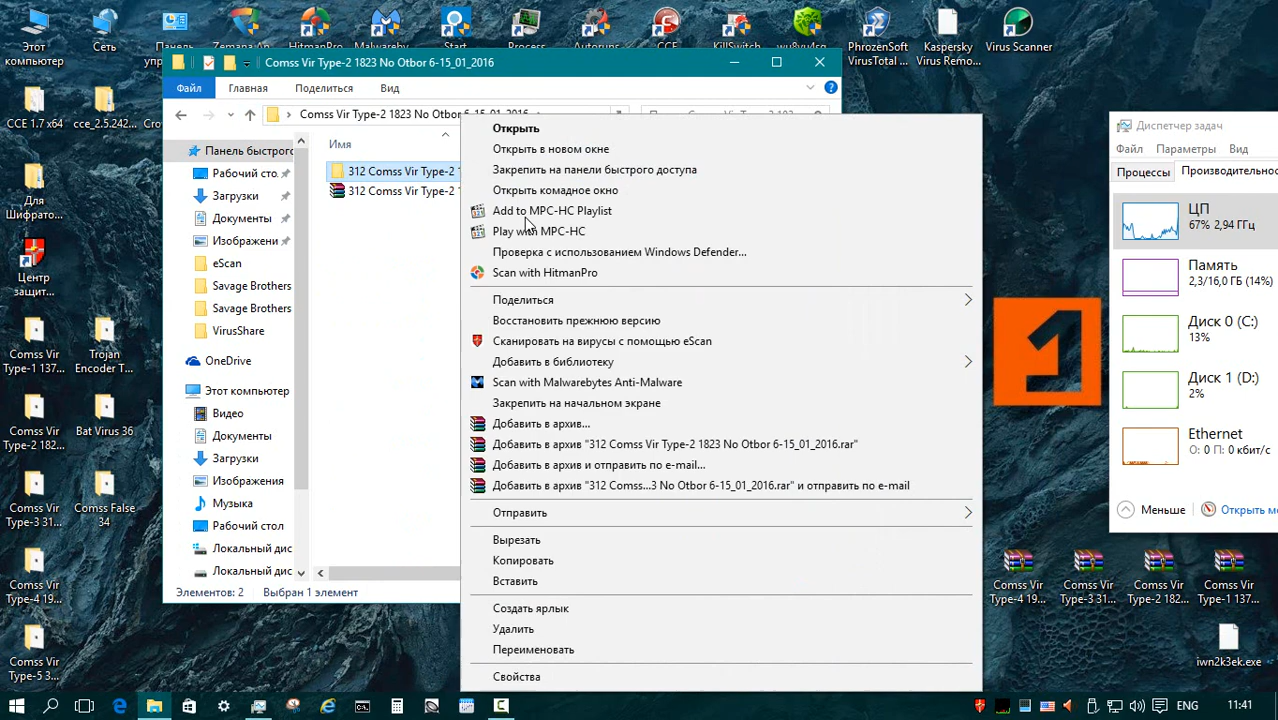 Этот компьютер
Сеть
Панель упр
Zemana An
HitmanPro
Malwareby
Start
Process
Autoruns
CCE
KillSwitch
wu8yu4sq
PhrozenSoft VirusTotal ...
Kaspersky Virus Remo...
Virus Scanner
CCE 1.7 x64
cce_2.5.242...
Cro
Для Шифрато...
Центр защит...
Comss Vir Type-1 137...
Trojan Encoder T...
Comss Vir Type-2 182...
Bat Virus 36
Comss Vir Type-3 31...
Comss False 34
Comss Vir Type-4 19...
Comss Vir Type-5 3...
Comss Vir Type-2 1823 No Otbor 6-15_01_2016
Файл
Главная
Поделиться
Вид
Comss Vir Type-2 1823 No Otbor 6-15_01_2016
Имя
Панель быстрог
Рабочий сто.
Загрузки
Документы
Изображени
eScan
Savage Brothers
Savage Brothers
VirusShare
OneDrive
Этот компьютер
Видео
Документы
Загрузки
Изображения
Музыка
Рабочий стол
Локальный дис
Локальный дис
312 Comss Vir Type-2 1
312 Comss Vir Type-2 1
Элементов: 2
Выбран 1 элемент
Открыть
Открыть в новом окне
Закрепить на панели быстрого доступа
Открыть комадное окно
Add to MPC-HC Playlist
Play with MPC-HC
Проверка с использованием Windows Defender...
Scan with HitmanPro
Поделиться
Восстановить прежнюю версию
Сканировать на вирусы с помощью eScan
Добавить в библиотеку
Scan with Malwarebytes Anti-Malware
Закрепить на начальном экране
Добавить в архив...
Добавить в архив "312 Comss Vir Type-2 1823 No Otbor 6-15_01_2016.rar"
Добавить в архив и отправить по e-mail...
Добавить в архив "312 Comss...3 No Otbor 6-15_01_2016.rar" и отправить по e-mail
Отправить
Вырезать
Копировать
Вставить
Создать ярлык
Удалить
Переименовать
Свойства
Диспетчер задач
Файл
Параметры
Вид
Процессы
Производительнос
ЦП
67% 2,94 ГГц
Память
2,3/16,0 ГБ (14%)
Диск 0 (C:)
13%
Диск 1 (D:)
2%
Ethernet
О: 0 П: 0 кбит/с
Меньше
Открыть мо
1
Comss Vir Type-4 19...
Comss Vir Type-3 31...
Comss Vir Type-2 182...
Comss Vir Type-1 137...
iwn2k3ek.exe
ENG
11:41